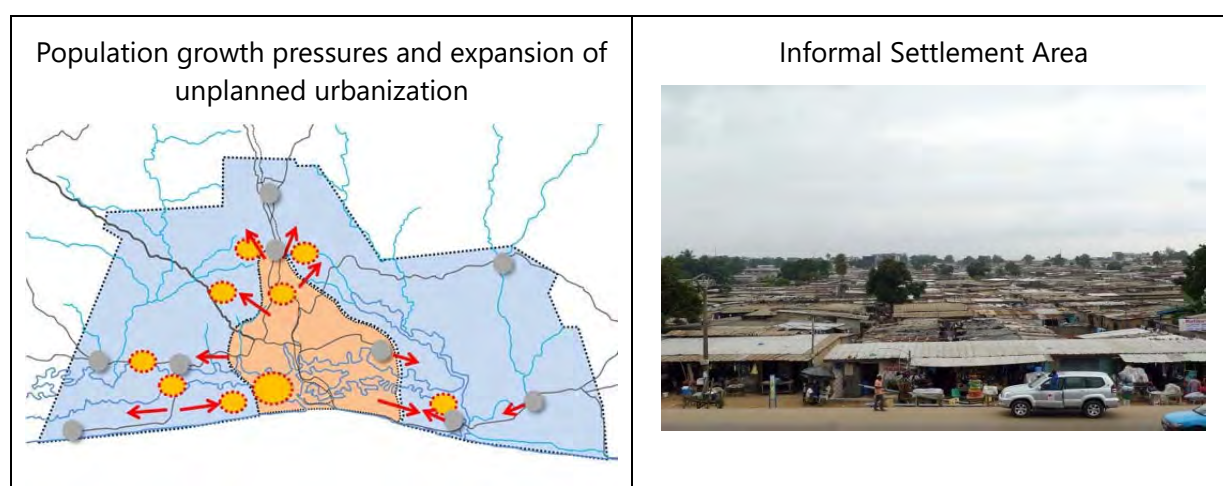 Population growth pressures and expansion of
unplanned urbanization
Informal Settlement Area